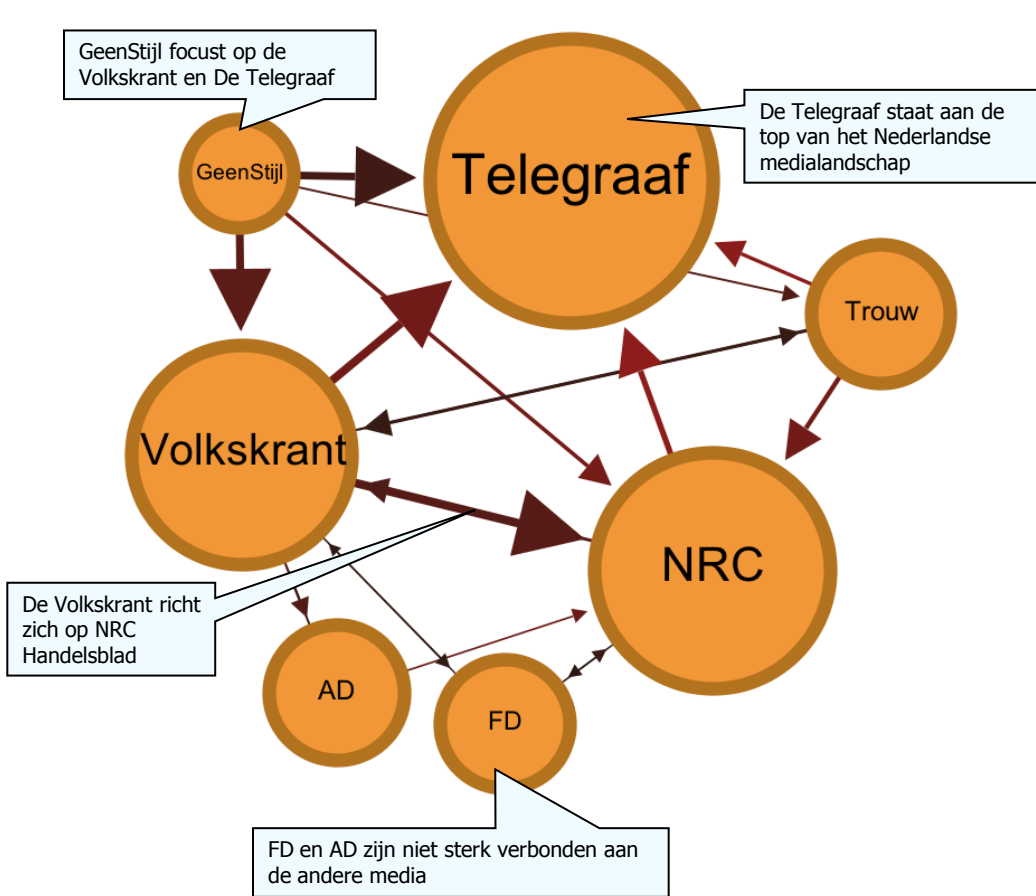 GeenStijl focust op de
Volkskrant en De Telegraaf
De Telegraaf staat aan de
top van het Nederlandse
medialandschap
GeenStijl
Telegraaf
Trouw
Volkskrant
NRC
De Volkskrant richt
zich op NRC
Handelsblad
AD
FD
FD en AD zijn niet sterk verbonden aan
de andere media